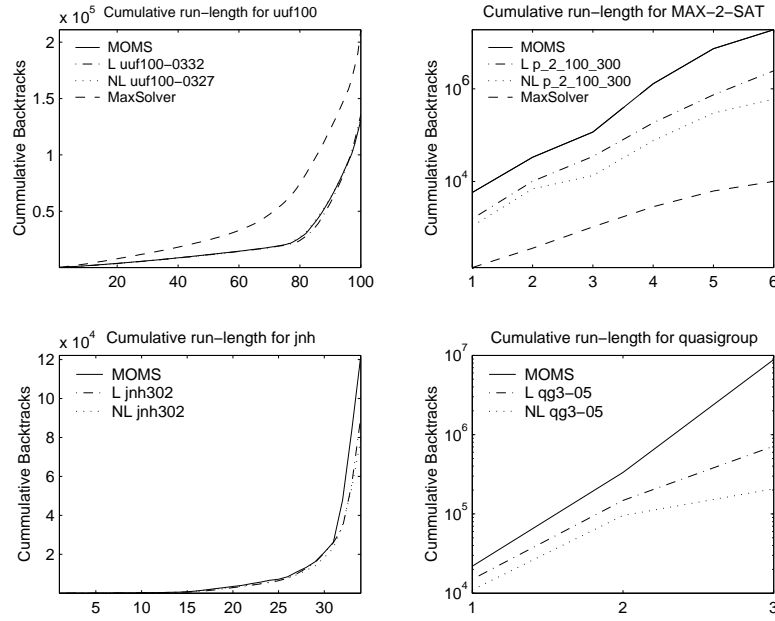 x 10^5
Cumulative run-length for uuf100
2
1.5
1
0.5
Cummulative Backtracks
MOMS
L uuf100-0332
NL uuf100-0327
MaxSolver
20
40
60
80
100
Cumulative run-length for MAX-2-SAT
10^6
10^4
Cummulative Backtracks
MOMS
L p_2_100_300
NL p_2_100_300
MaxSolver
1
2
3
4
5
6
x 10^4
Cumulative run-length for jnh
12
10
8
6
4
2
Cummulative Backtracks
MOMS
L jnh302
NL jnh302
5
10
15
20
25
30
Cumulative run-length for quasigroup
10^7
10^6
10^5
10^4
Cummulative Backtracks
MOMS
L qg3-05
NL qg3-05
1
2
3